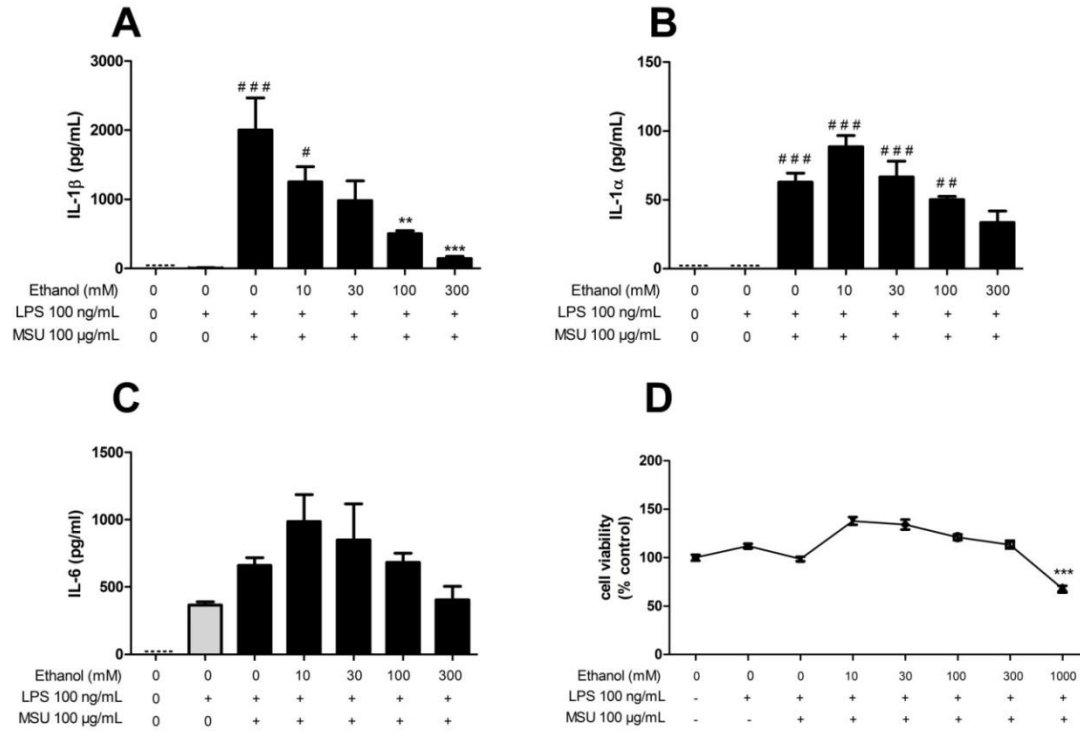 A
IL-1β (pg/mL)
3000
2000
1000
0
###
#
**
***
Ethanol (mM) 0 0 0 10 30 100 300
LPS 100 ng/mL 0 + + + + + +
MSU 100 µg/mL 0 0 + + + + +
B
IL-1α (pg/mL)
150
100
50
0
###
###
###
##
Ethanol (mM) 0 0 0 10 30 100 300
LPS 100 ng/mL 0 + + + + + +
MSU 100 µg/mL 0 0 + + + + +
C
IL-6 (pg/ml)
1500
1000
500
0
Ethanol (mM) 0 0 0 10 30 100 300
LPS 100 ng/mL 0 + + + + + +
MSU 100 µg/mL 0 0 + + + + +
D
cell viability
(% control)
200
150
100
50
0
***
Ethanol (mM) 0 0 0 10 30 100 300 1000
LPS 100 ng/mL - + + + + + + +
MSU 100 µg/mL - - + + + + + +